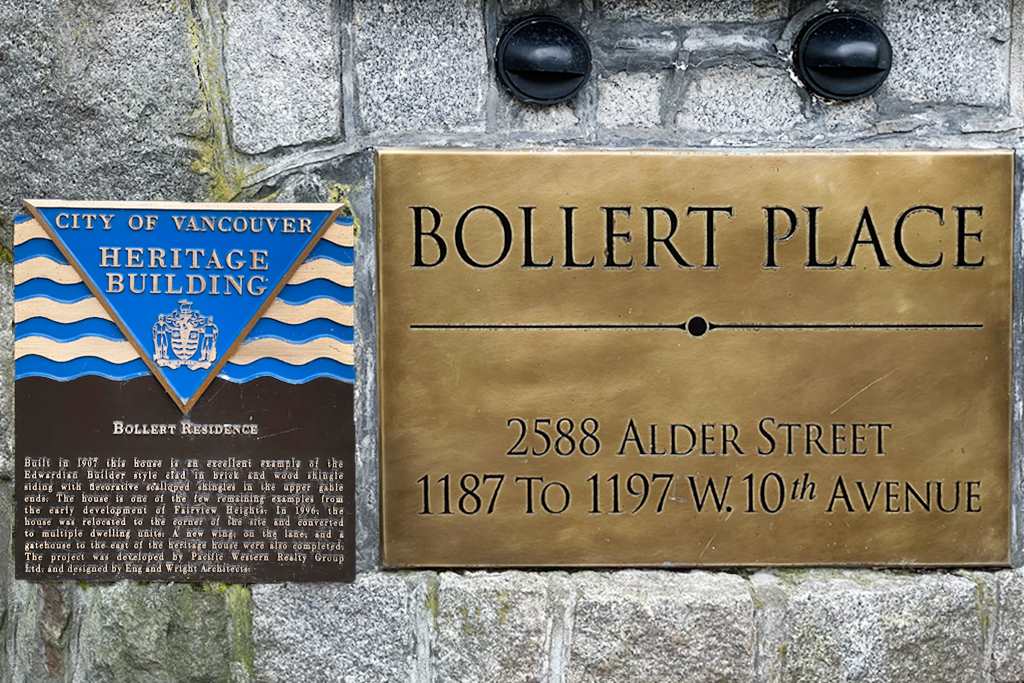 CITY OF VANCOUVER
HERITAGE
BUILDING
BOLLERT RESIDENCE
Built in 1907 this house is an excellent example of the
Edwardian Builder style clad in brick and wood shingle
siding with decorative scalloped shingles in the upper gable
ends. The house is one of the few remaining examples from
the early development of Fairview Heights. In 1996, the
house was relocated to the corner of the site and converted
to multiple dwelling units. A new wing, on the lane, and a
gatehouse to the east of the heritage house were also completed.
The project was developed by Pacific Western Realty Group
Ltd. and designed by Eng and Wright Architects.
BOLLERT PLACE
2588 ALDER STREET
1187 TO 1197 W. 10th AVENUE